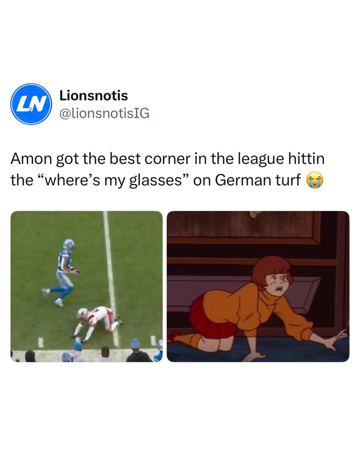 LN
Lionsnotis
@lionsnotisIG
Amon got the best corner in the league hittin
the “where’s my glasses” on German turf 😭